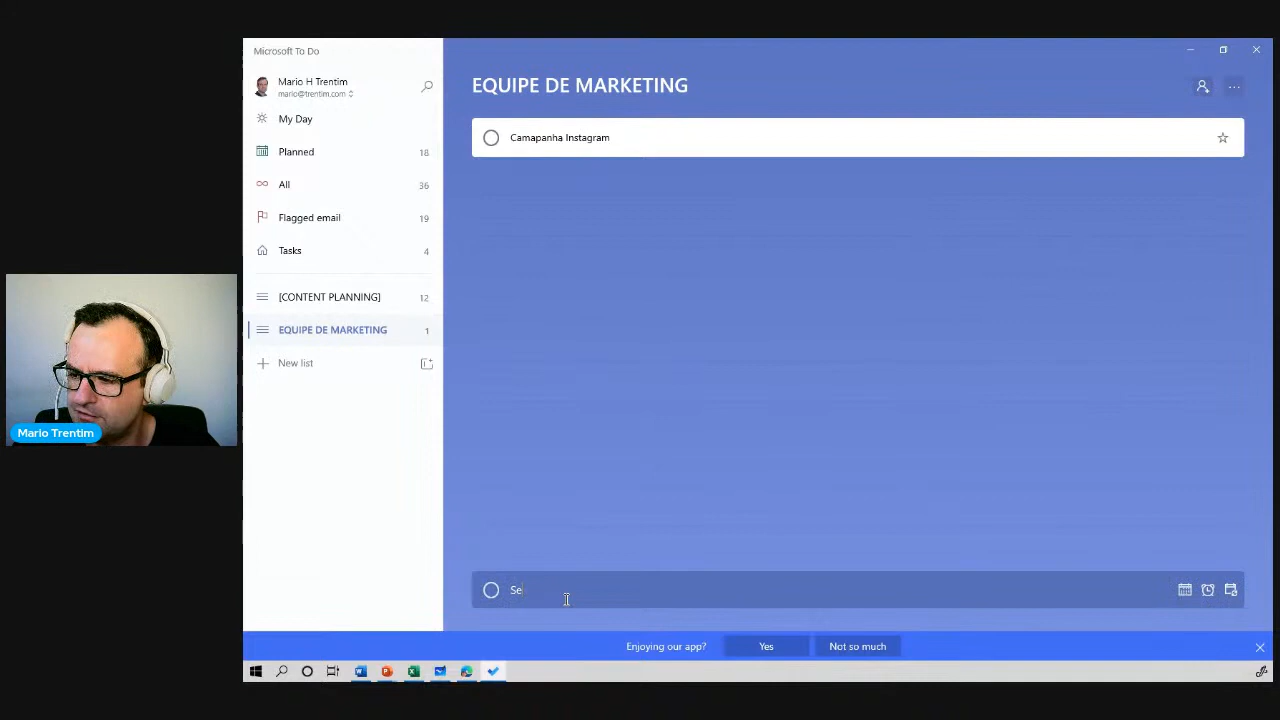 Microsoft To Do
Mario H Trentim
mario@trentim.com
My Day
Planned 18
All 36
Flagged email 19
Tasks 4
[CONTENT PLANNING] 12
EQUIPE DE MARKETING 1
New list
EQUIPE DE MARKETING
Camapanha Instagram
Se
Enjoying our app? Yes Not so much
Mario Trentim